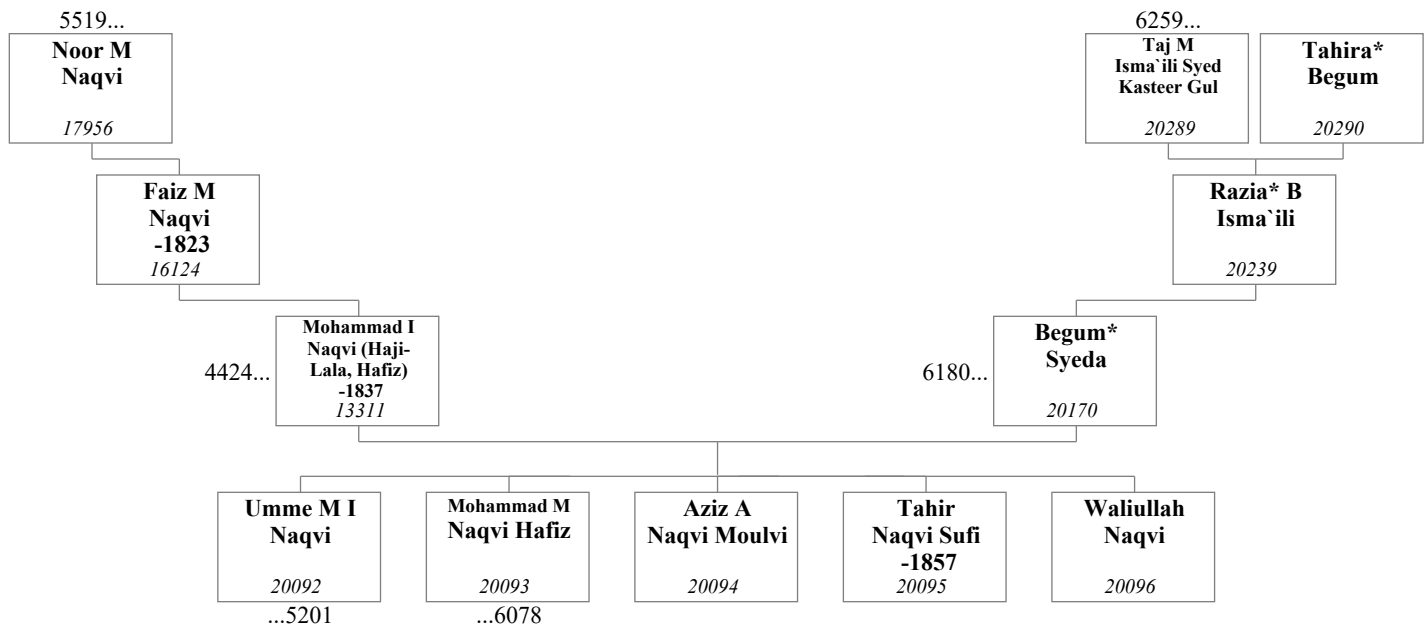 5519...
Noor M
Naqvi
17956
6259...
Taj M
Isma`ili Syed
Kasteer Gul
20289
Tahira*
Begum
20290
Faiz M
Naqvi
-1823
16124
Razia* B
Isma`ili
20239
4424...
Mohammad I
Naqvi (Haji-
Lala, Hafiz)
-1837
13311
6180...
Begum*
Syeda
20170
Umme M I
Naqvi
20092
...5201
Mohammad M
Naqvi Hafiz
20093
...6078
Aziz A
Naqvi Moulvi
20094
Tahir
Naqvi Sufi
-1857
20095
Waliullah
Naqvi
20096